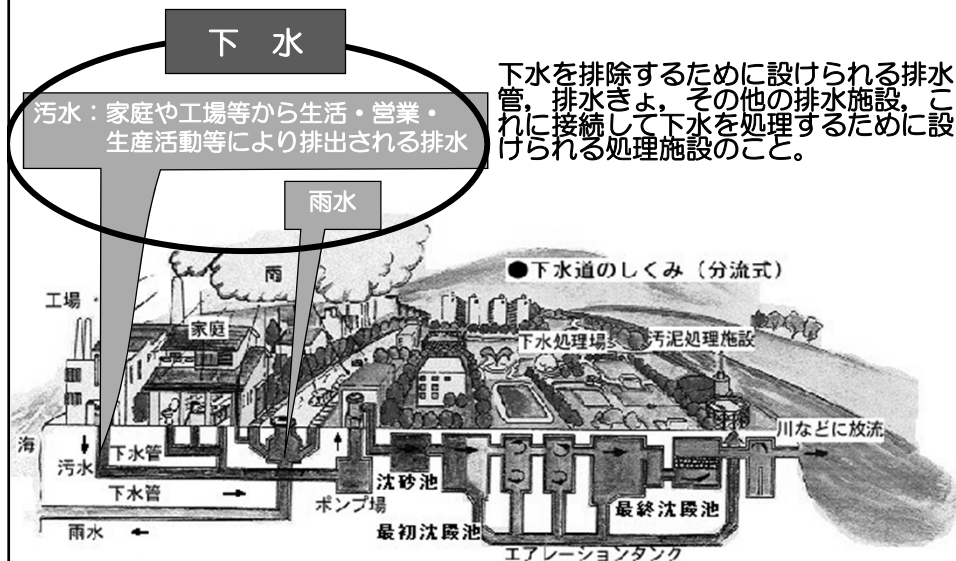 下 水
汚水：家庭や工場等から生活・営業・
生産活動等により排出される排水
雨水
下水を排除するために設けられる排水
管，排水きょ，その他の排水施設，こ
れに接続して下水を処理するために設
けられる処理施設のこと。
●下水道のしくみ（分流式）
雨
工場
家庭
下水処理場
汚泥処理施設
川などに放流
海
汚水
下水管
下水管
雨水
ポンプ場
沈砂池
最初沈殿池
エアレーションタンク
最終沈殿池